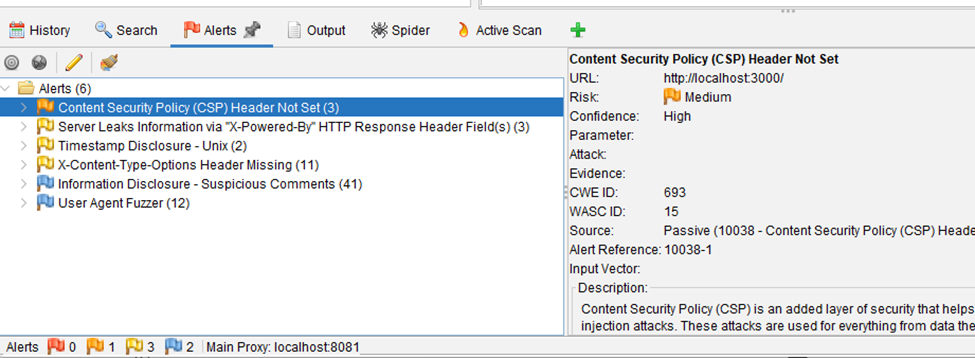 History Search Alerts Output Spider Active Scan
Alerts (6)
Content Security Policy (CSP) Header Not Set (3)
Server Leaks Information via "X-Powered-By" HTTP Response Header Field(s) (3)
Timestamp Disclosure - Unix (2)
X-Content-Type-Options Header Missing (11)
Information Disclosure - Suspicious Comments (41)
User Agent Fuzzer (12)
Content Security Policy (CSP) Header Not Set
URL: http://localhost:3000/
Risk: Medium
Confidence: High
Parameter:
Attack:
Evidence:
CWE ID: 693
WASC ID: 15
Source: Passive (10038 - Content Security Policy (CSP) Heade
Alert Reference: 10038-1
Input Vector:
Description:
Content Security Policy (CSP) is an added layer of security that helps
injection attacks. These attacks are used for everything from data the
Alerts 0 1 3 2 Main Proxy: localhost:8081